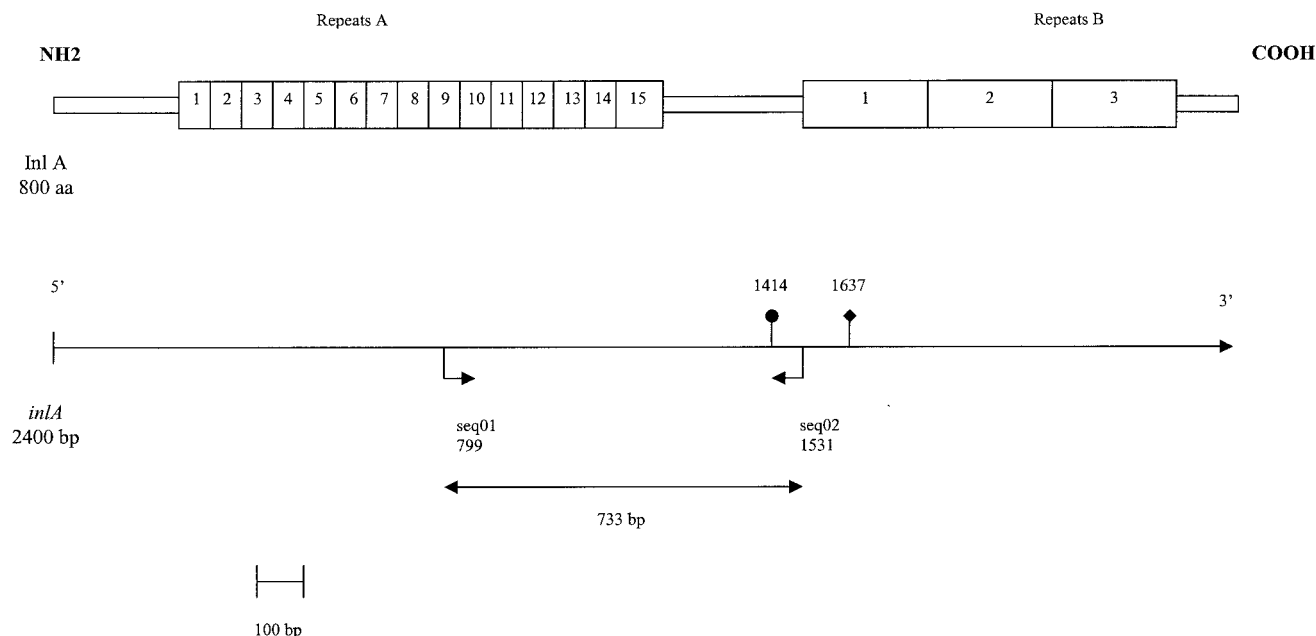 Repeats A
Repeats B
NH2
COOH
1 2 3 4 5 6 7 8 9 10 11 12 13 14 15
1 2 3
Inl A
800 aa
1414
1637
5’
3’
inlA
2400 bp
seq01
799
seq02
1531
733 bp
100 bp